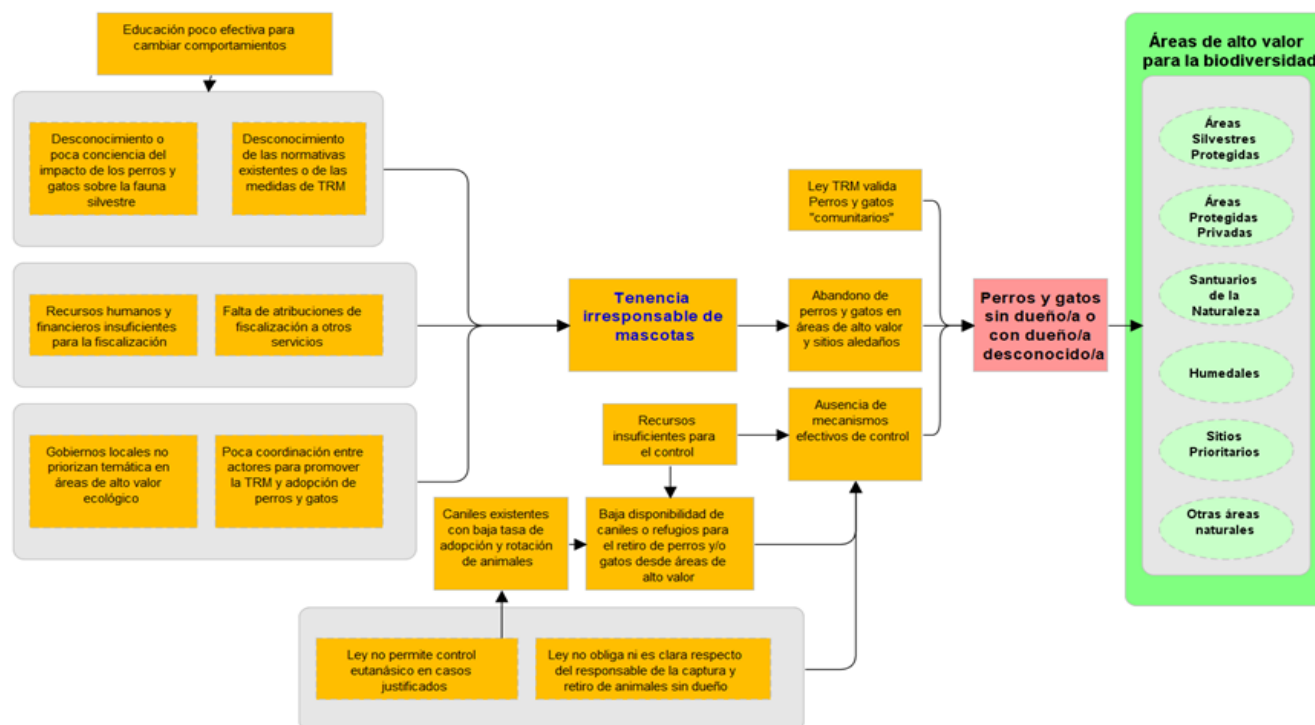 Educación poco efectiva para
cambiar comportamientos
Desconocimiento o
poca conciencia del
impacto de los perros y
gatos sobre la fauna
silvestre
Desconocimiento
de las normativas
existentes o de las
medidas de TRM
Recursos humanos y
financieros insuficientes
para la fiscalización
Falta de atribuciones de
fiscalización a otros
servicios
Gobiernos locales no
priorizan temática en
áreas de alto valor
ecológico
Poca coordinación entre
actores para promover
la TRM y adopción de
perros y gatos
Tenencia
irresponsable de
mascotas
Ley TRM valida
Perros y gatos
"comunitarios"
Abandono de
perros y gatos en
áreas de alto valor
y sitios aledaños
Recursos
insuficientes para
el control
Ausencia de
mecanismos
efectivos de control
Caniles existentes
con baja tasa de
adopción y rotación
de animales
Baja disponibilidad de
caniles o refugios para
el retiro de perros y/o
gatos desde áreas de
alto valor
Ley no permite control
eutanásico en casos
justificados
Ley no obliga ni es clara respecto
del responsable de la captura y
retiro de animales sin dueño
Perros y gatos
sin dueño/a o
con dueño/a
desconocido/a
Áreas de alto valor
para la biodiversidad
Áreas
Silvestres
Protegidas
Áreas
Protegidas
Privadas
Santuarios
de la
Naturaleza
Humedales
Sitios
Prioritarios
Otras áreas
naturales